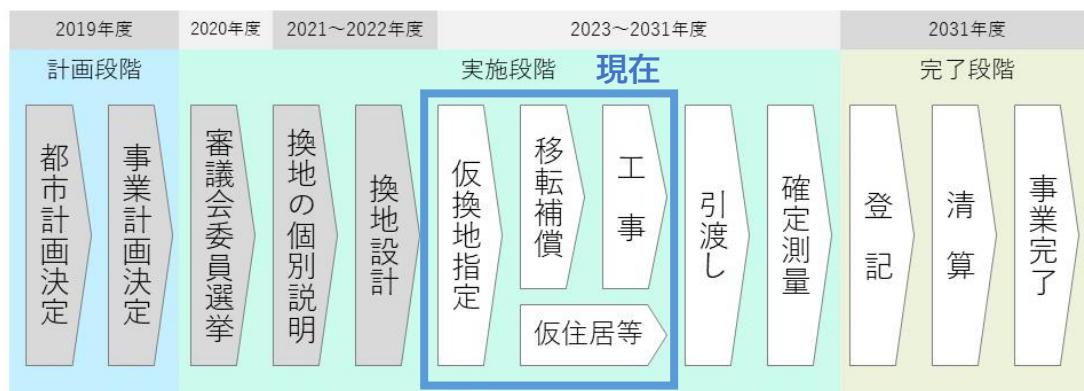 2019年度
2020年度
2021～2022年度
2023～2031年度
2031年度
計画段階
実施段階
現在
完了段階
都市計画決定
事業計画決定
審議会委員選挙
換地の個別説明
換地設計
仮換地指定
移転補償
工事
仮住居等
引渡し
確定測量
登記
清算
事業完了